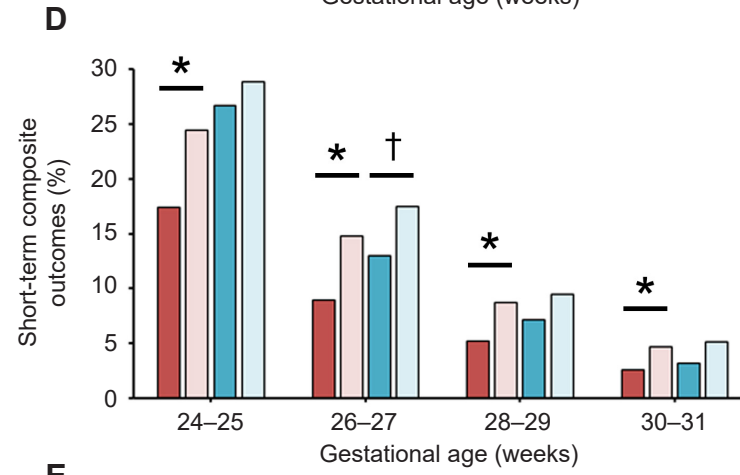 Gestational age (weeks)
D
Short-term composite
outcomes (%)
30
25
20
15
10
5
0
*
* †
*
*
24–25 26–27 28–29 30–31
Gestational age (weeks)
E